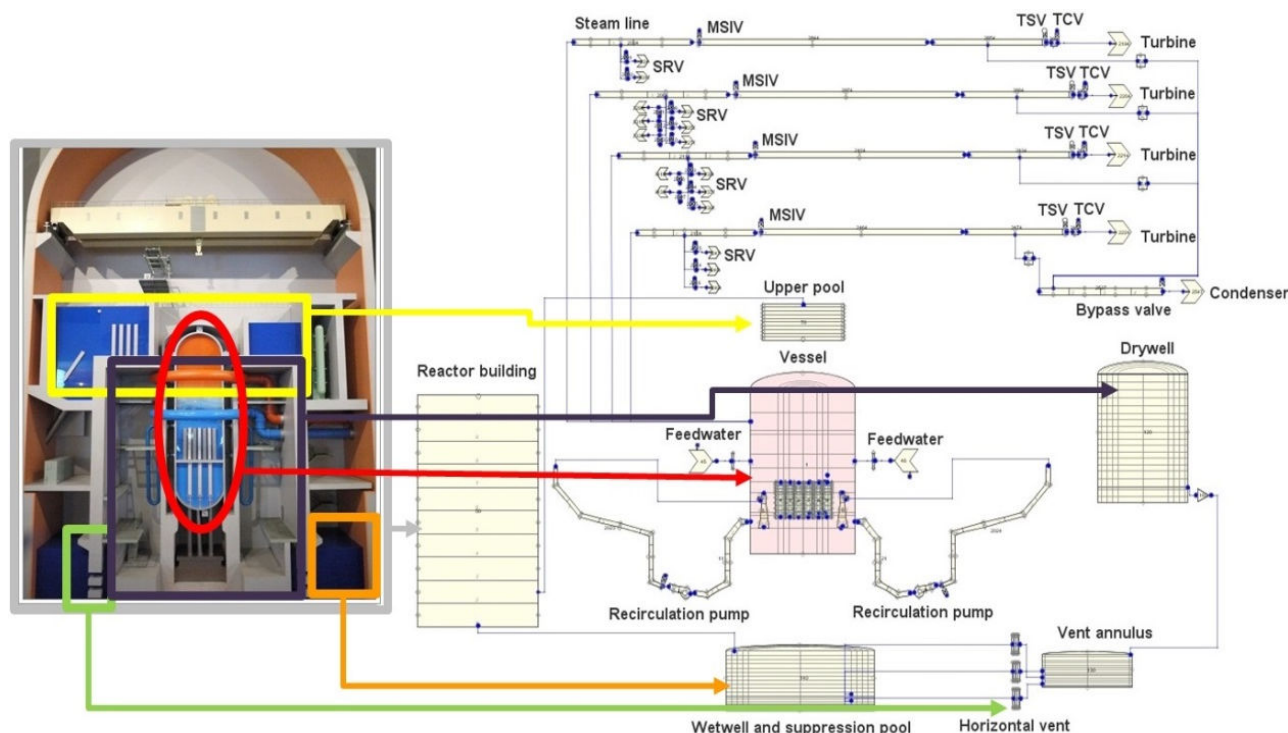 Steam line
MSIV
TSV TCV
Turbine
SRV
MSIV
TSV TCV
Turbine
SRV
MSIV
TSV TCV
Turbine
SRV
MSIV
TSV TCV
Turbine
SRV
Condenser
Bypass valve
Upper pool
Vessel
Drywell
Reactor building
Feedwater
Feedwater
Recirculation pump
Recirculation pump
Vent annulus
Wetwell and suppression pool
Horizontal vent